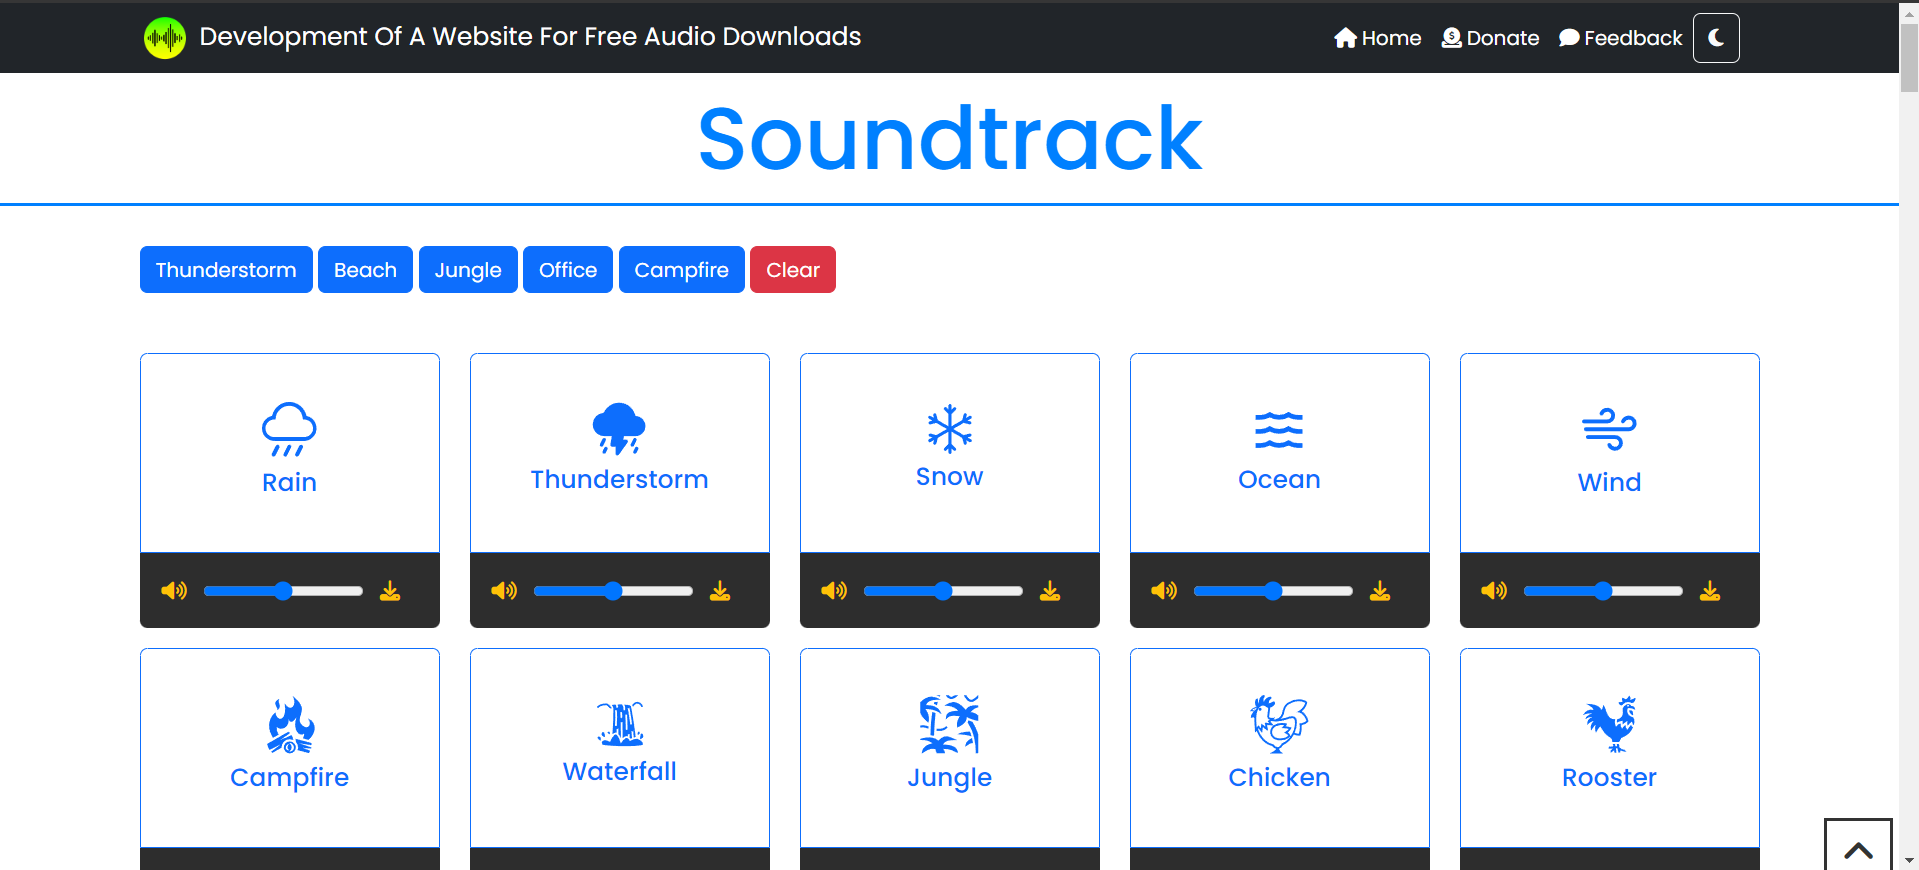 Development Of A Website For Free Audio Downloads
Home Donate Feedback
Soundtrack
Thunderstorm Beach Jungle Office Campfire Clear
Rain Thunderstorm Snow Ocean Wind
Campfire Waterfall Jungle Chicken Rooster